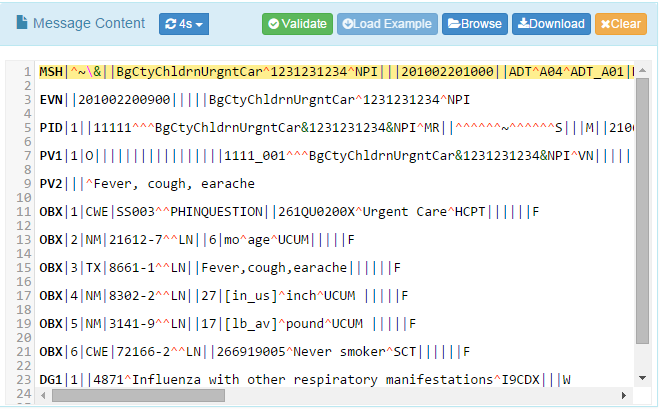 Message Content 4s Validate Load Example Browse Download Clear
1 MSH|^~\&||BgCtyChldrnUrgntCar^1231231234^NPI|||201002201000||ADT^A04^ADT_A01|
2
3 EVN||201002200900|||||BgCtyChldrnUrgntCar^1231231234^NPI
4
5 PID|1||11111^^^BgCtyChldrnUrgntCar&1231231234&NPI^MR||^^^^^^~^^^^^^S|||M||2106
6
7 PV1|1|O|||||||||||||||||1111_001^^^BgCtyChldrnUrgntCar&1231231234&NPI^VN|||||
8
9 PV2|||^Fever, cough, earache
10
11 OBX|1|CWE|SS003^^PHINQUESTION||261QU0200X^Urgent Care^HCPT||||||F
12
13 OBX|2|NM|21612-7^^LN||6|mo^age^UCUM|||||F
14
15 OBX|3|TX|8661-1^^LN||Fever,cough,earache||||||F
16
17 OBX|4|NM|8302-2^^LN||27|[in_us]^inch^UCUM |||||F
18
19 OBX|5|NM|3141-9^^LN||17|[lb_av]^pound^UCUM |||||F
20
21 OBX|6|CWE|72166-2^^LN||266919005^Never smoker^SCT||||||F
22
23 DG1|1||4871^Influenza with other respiratory manifestations^I9CDX|||W
24